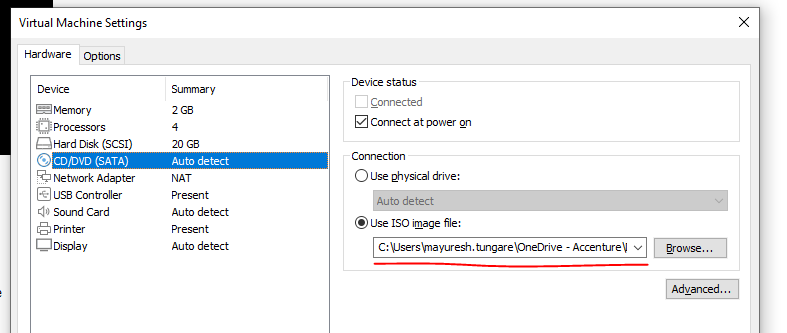 Virtual Machine Settings
Hardware Options
Device Summary
Memory 2 GB
Processors 4
Hard Disk (SCSI) 20 GB
CD/DVD (SATA) Auto detect
Network Adapter NAT
USB Controller Present
Sound Card Auto detect
Printer Present
Display Auto detect
Device status
Connected
Connect at power on
Connection
Use physical drive:
Auto detect
Use ISO image file:
C:\Users\mayuresh.tungare\OneDrive - Accenture\
Browse...
Advanced...